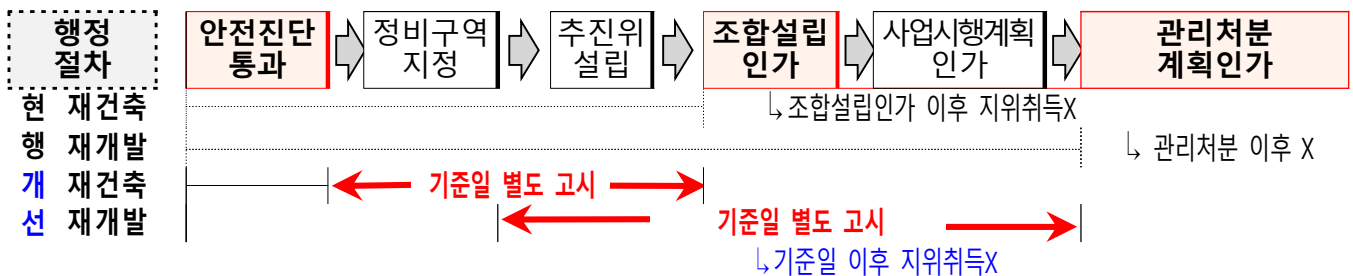 행정 절차 안전진단 통과 정비구역 지정 추진위 설립 조합설립 인가 사업시행계획 인가 관리처분 계획인가
현 재건축 ↳조합설립인가 이후 지위취득X
행 재개발 ↳ 관리처분 이후 X
개 재건축 기준일 별도 고시
선 재개발 기준일 별도 고시
↳기준일 이후 지위취득X